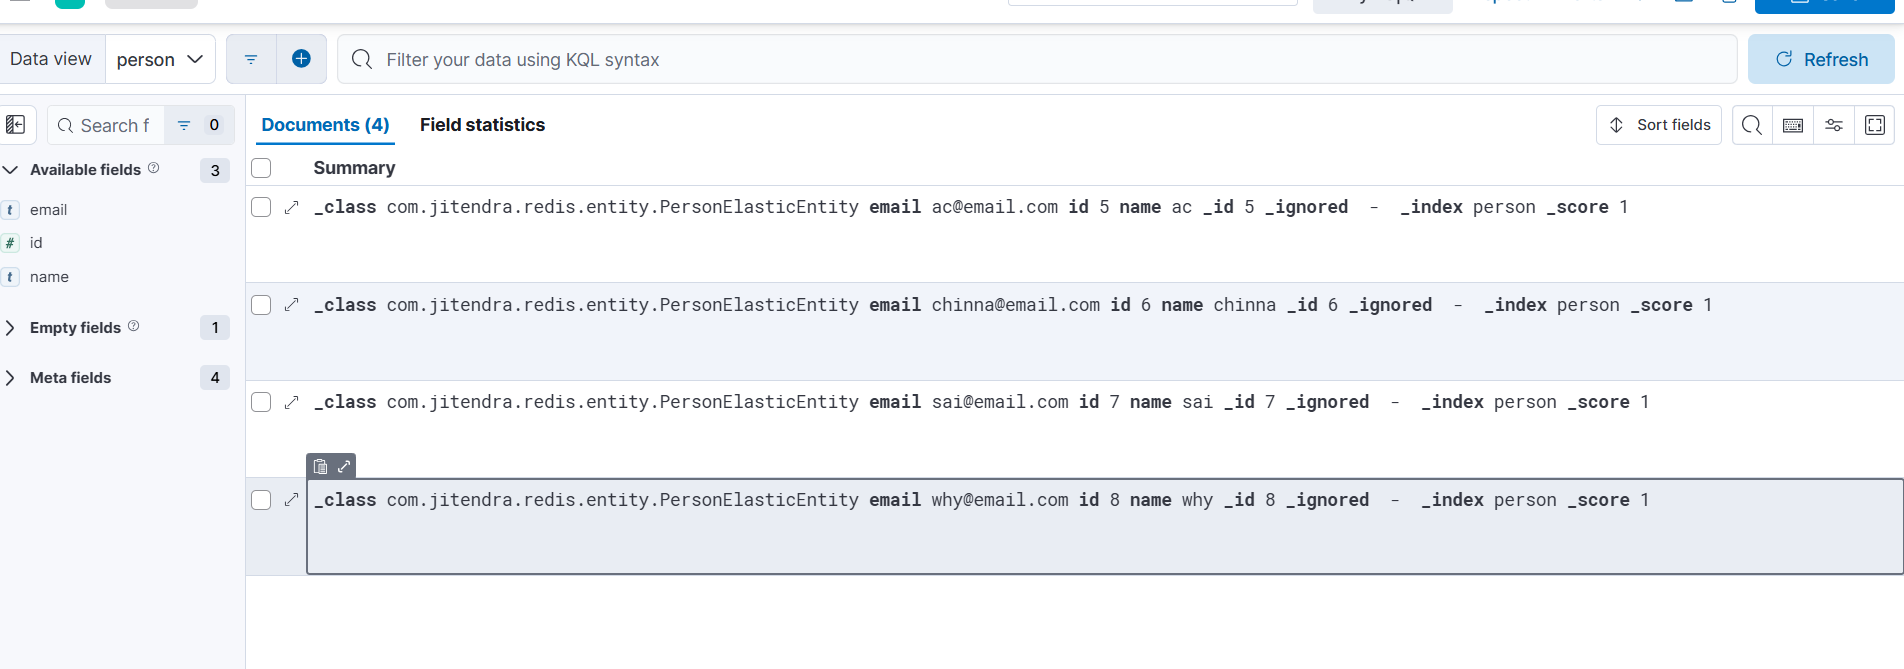 Data view person Filter your data using KQL syntax Refresh
Search f 0
Documents (4) Field statistics Sort fields
Available fields 3
Summary
email
id
name
Empty fields 1
Meta fields 4
_class com.jitendra.redis.entity.PersonElasticEntity email ac@email.com id 5 name ac _id 5 _ignored - _index person _score 1
_class com.jitendra.redis.entity.PersonElasticEntity email chinna@email.com id 6 name chinna _id 6 _ignored - _index person _score 1
_class com.jitendra.redis.entity.PersonElasticEntity email sai@email.com id 7 name sai _id 7 _ignored - _index person _score 1
_class com.jitendra.redis.entity.PersonElasticEntity email why@email.com id 8 name why _id 8 _ignored - _index person _score 1